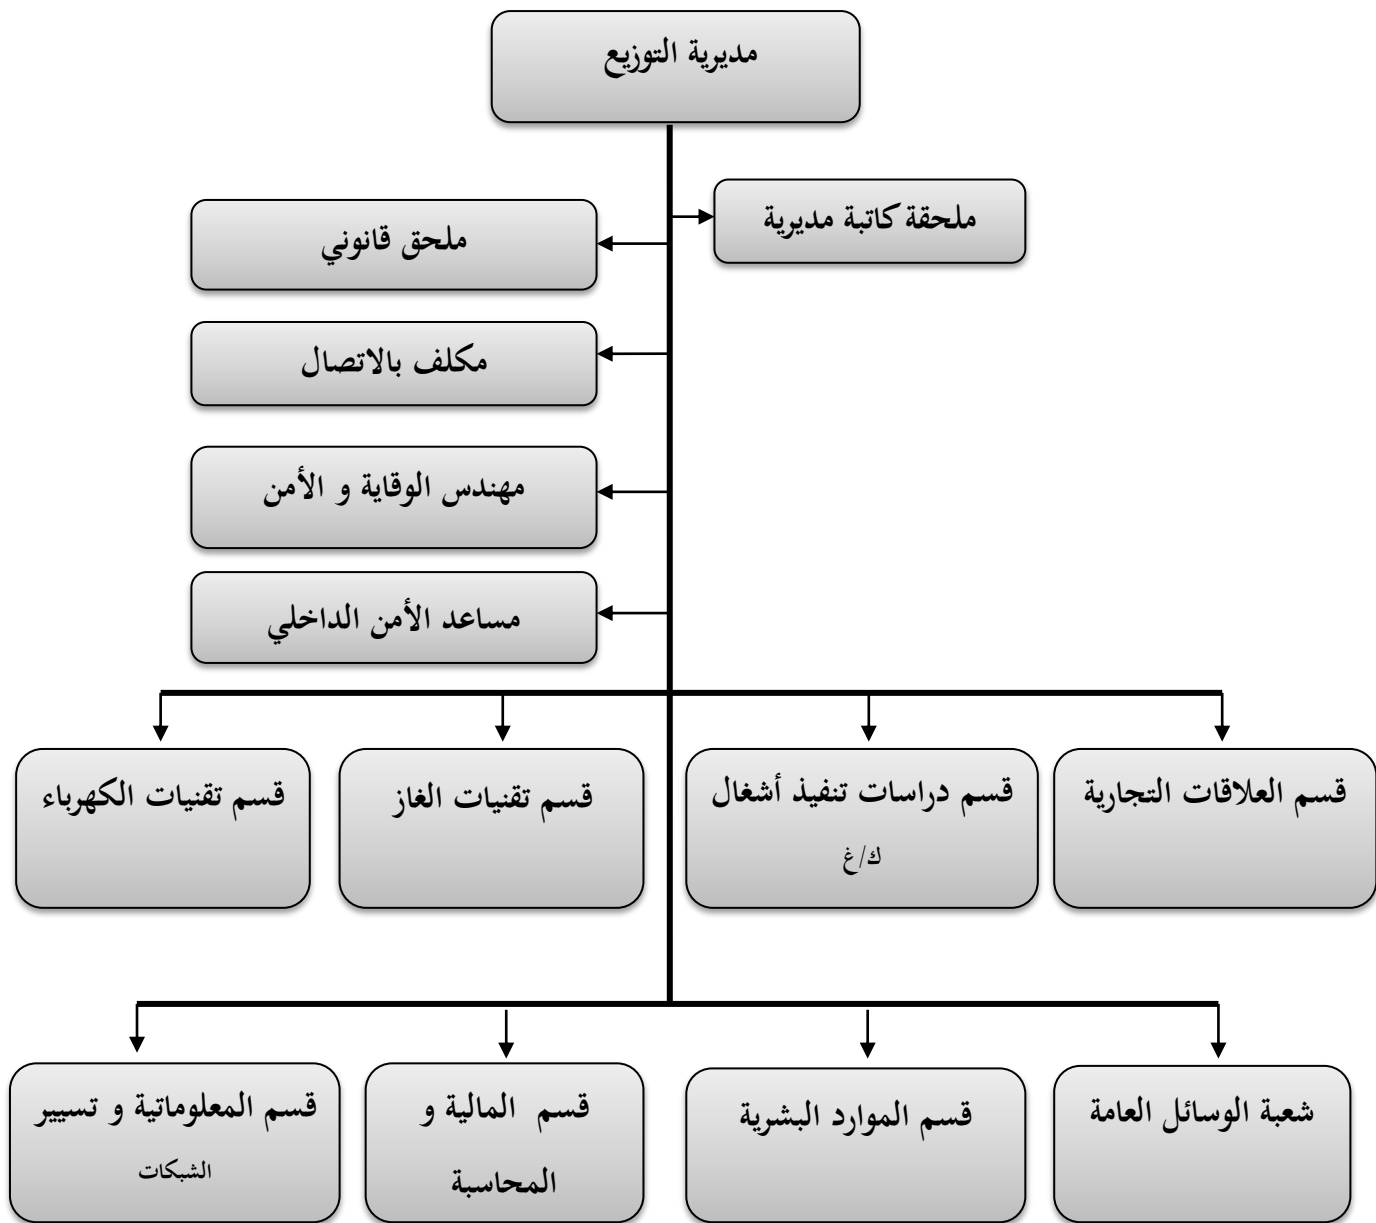 مديرية التوزيع
ملحقة كاتبة مديرية
ملحق قانوني
مكلف بالاتصال
مهندس الوقاية و الأمن
مساعد الأمن الداخلي
قسم العلاقات التجارية
قسم دراسات تنفيذ أشغال
ك/غ
قسم تقنيات الغاز
قسم تقنيات الكهرباء
شعبة الوسائل العامة
قسم الموارد البشرية
قسم المالية و
المحاسبة
قسم المعلوماتية و تسيير
الشبكات